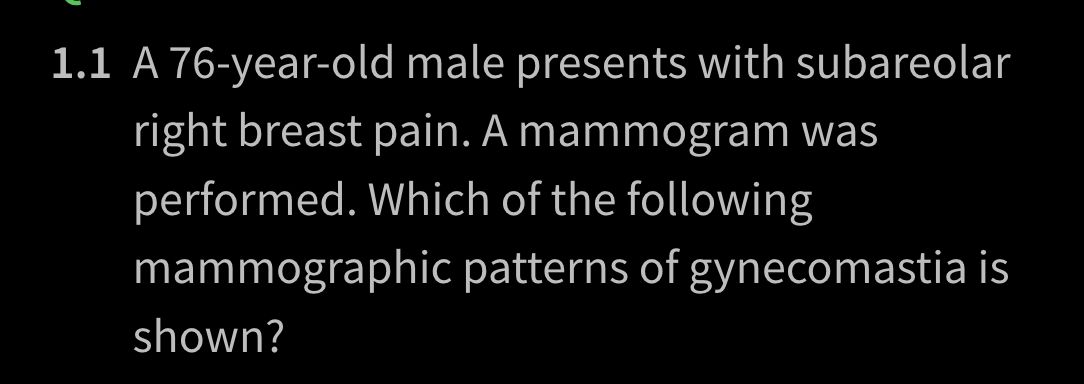 1.1 A 76-year-old male presents with subareolar
right breast pain. A mammogram was
performed. Which of the following
mammographic patterns of gynecomastia is
shown?